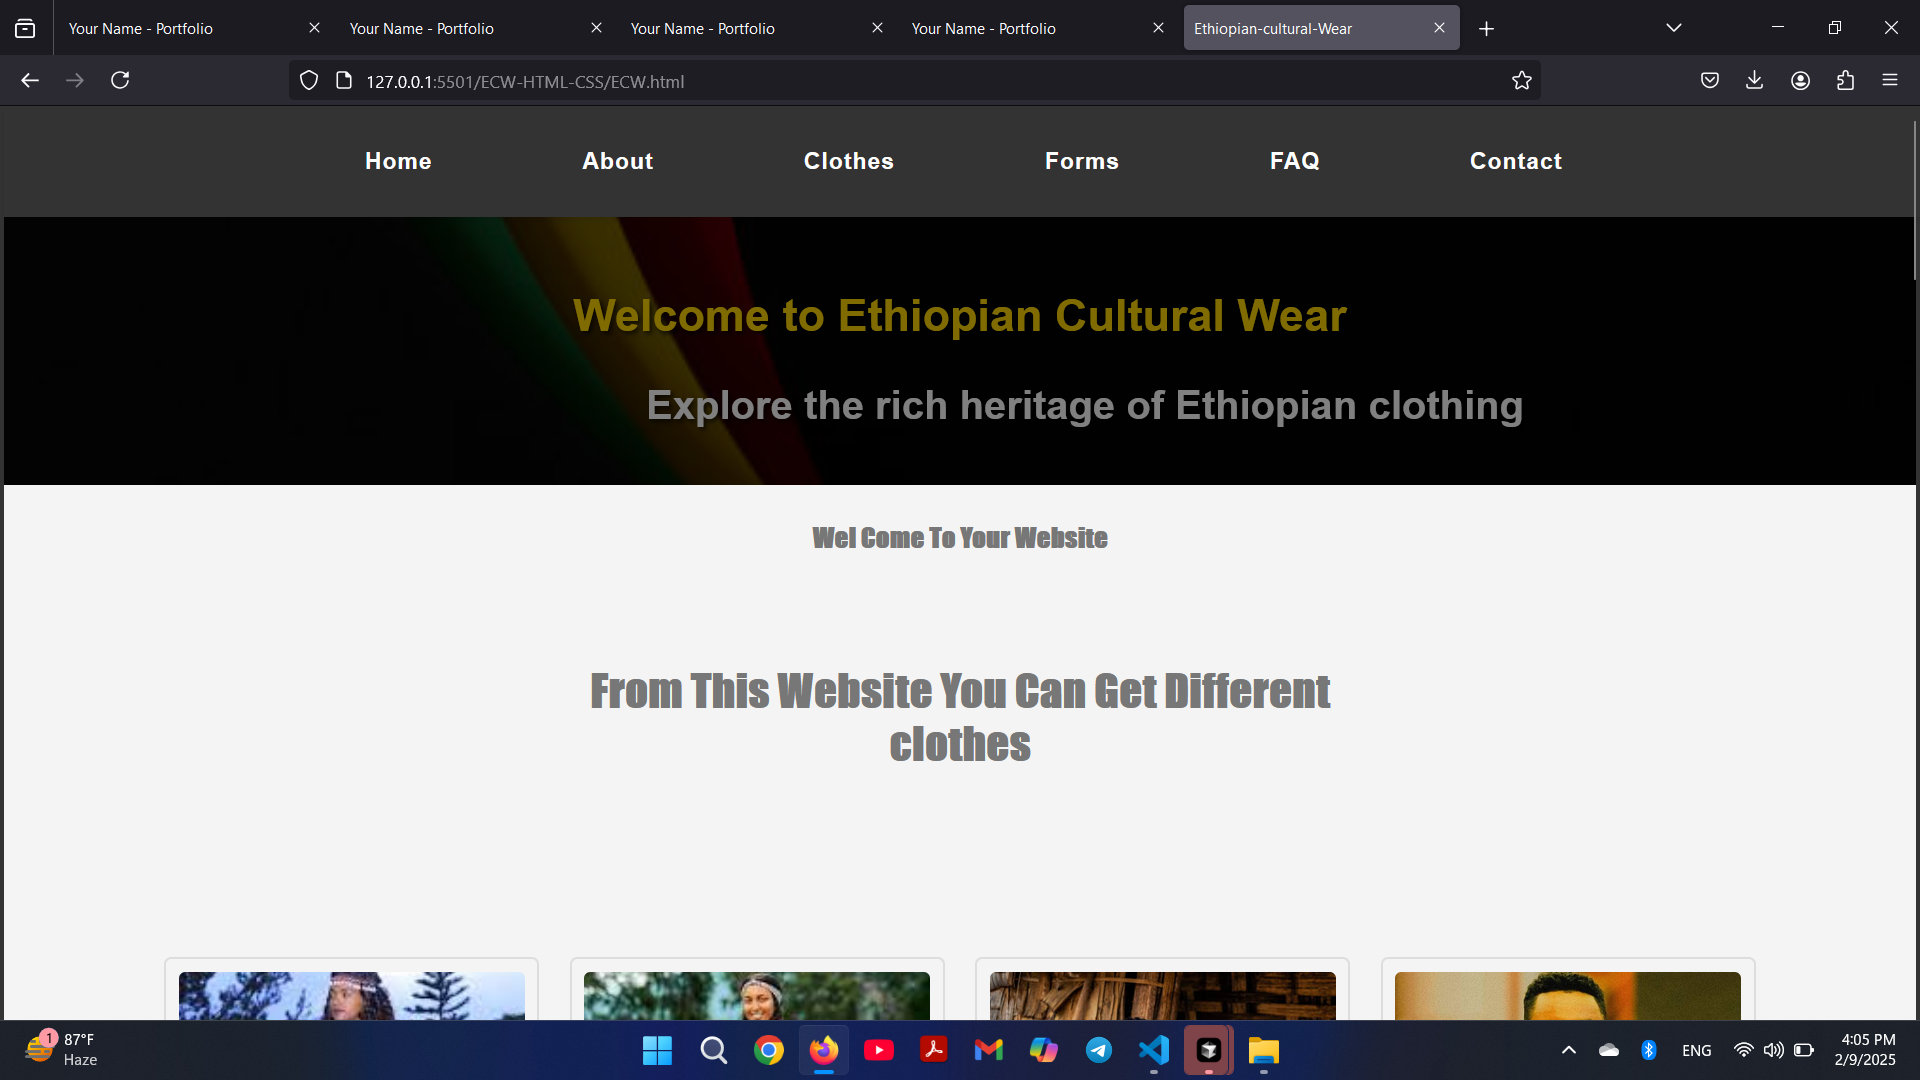 Your Name - Portfolio
Your Name - Portfolio
Your Name - Portfolio
Your Name - Portfolio
Ethiopian-cultural-Wear
127.0.0.1:5501/ECW-HTML-CSS/ECW.html
Home
About
Clothes
Forms
FAQ
Contact
Welcome to Ethiopian Cultural Wear
Explore the rich heritage of Ethiopian clothing
Wel Come To Your Website
From This Website You Can Get Different
clothes
1
87°F
Haze
ENG
4:05 PM
2/9/2025